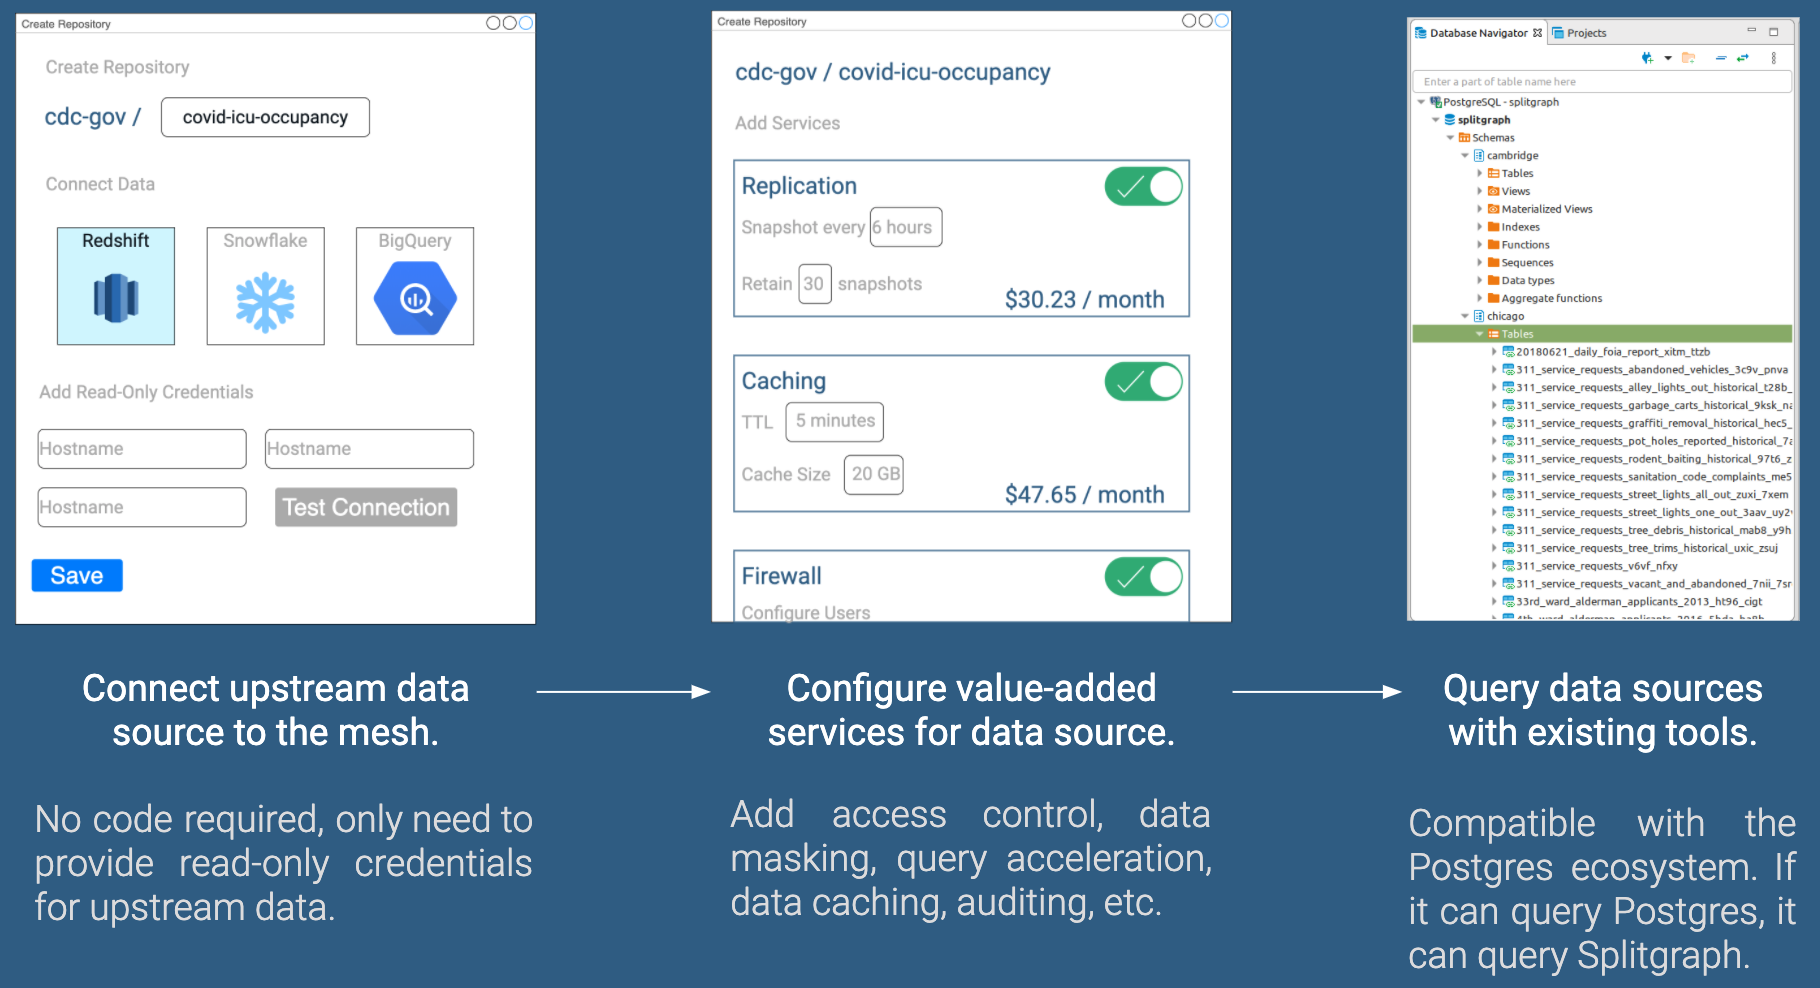 Create Repository
Create Repository
cdc-gov /
covid-icu-occupancy
Connect Data
Redshift
Snowflake
BigQuery
Add Read-Only Credentials
Hostname
Hostname
Hostname
Test Connection
Save
Connect upstream data
source to the mesh.
No code required, only need to
provide read-only credentials
for upstream data.
Create Repository
cdc-gov / covid-icu-occupancy
Add Services
Replication
Snapshot every 6 hours
Retain 30 snapshots
$30.23 / month
Caching
TTL 5 minutes
Cache Size 20 GB
$47.65 / month
Firewall
Configure Users
Configure value-added
services for data source.
Add access control, data
masking, query acceleration,
data caching, auditing, etc.
Database Navigator
Projects
Enter a part of table name here
PostgreSQL - splitgraph
splitgraph
Schemas
cambridge
Tables
Views
Materialized Views
Indexes
Functions
Sequences
Data types
Aggregate functions
chicago
Tables
20180621_daily_foia_report_xitm_ttzb
311_service_requests_abandoned_vehicles_3c9v_pnva
311_service_requests_alley_lights_out_historical_t28b_
311_service_requests_garbage_carts_historical_9ksk_na
311_service_requests_graffiti_removal_historical_hec5_
311_service_requests_pot_holes_reported_historical_7a
311_service_requests_rodent_baiting_historical_97t6_z
311_service_requests_sanitation_code_complaints_me5
311_service_requests_street_lights_all_out_zuxi_7xem
311_service_requests_street_lights_one_out_3aav_uy2
311_service_requests_tree_debris_historical_mab8_y9h
311_service_requests_tree_trims_historical_uxic_zsuj
311_service_requests_v6vf_nfxy
311_service_requests_vacant_and_abandoned_7nii_7sr
33rd_ward_alderman_applicants_2013_ht96_cigt
Query data sources
with existing tools.
Compatible with the
Postgres ecosystem. If
it can query Postgres, it
can query Splitgraph.